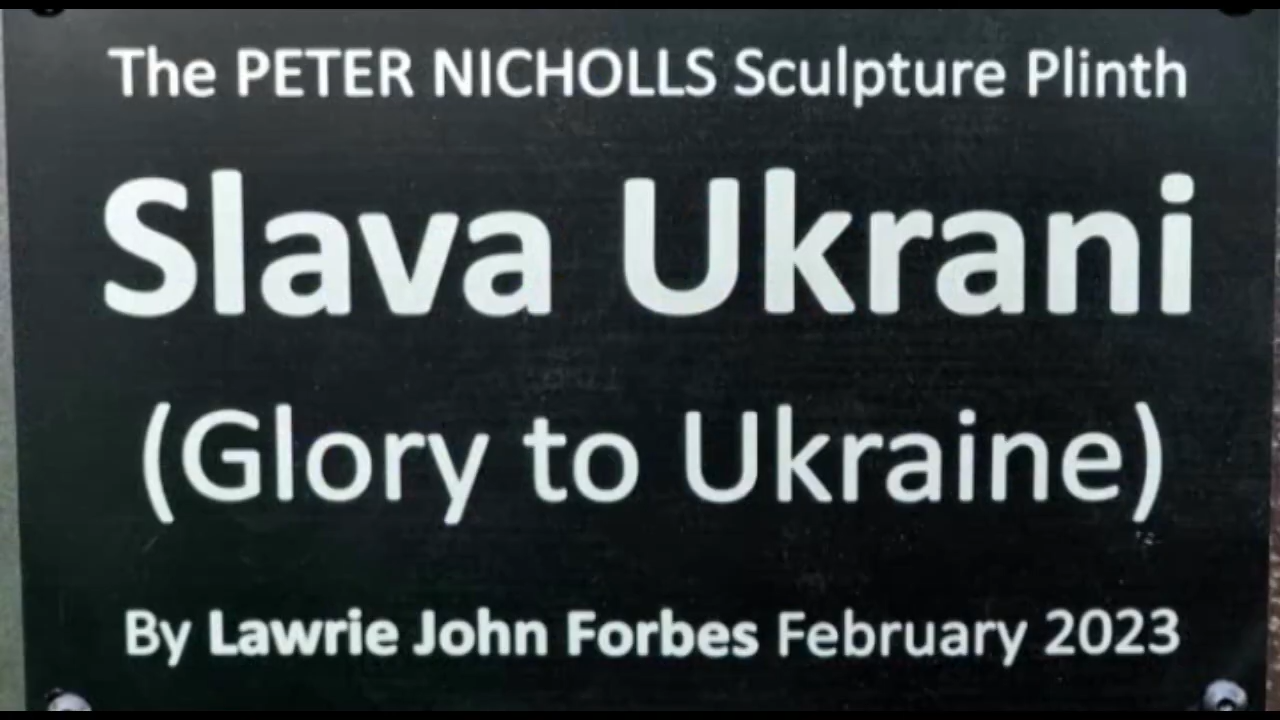 The PETER NICHOLLS Sculpture Plinth
Slava Ukrani
(Glory to Ukraine)
By Lawrie John Forbes February 2023